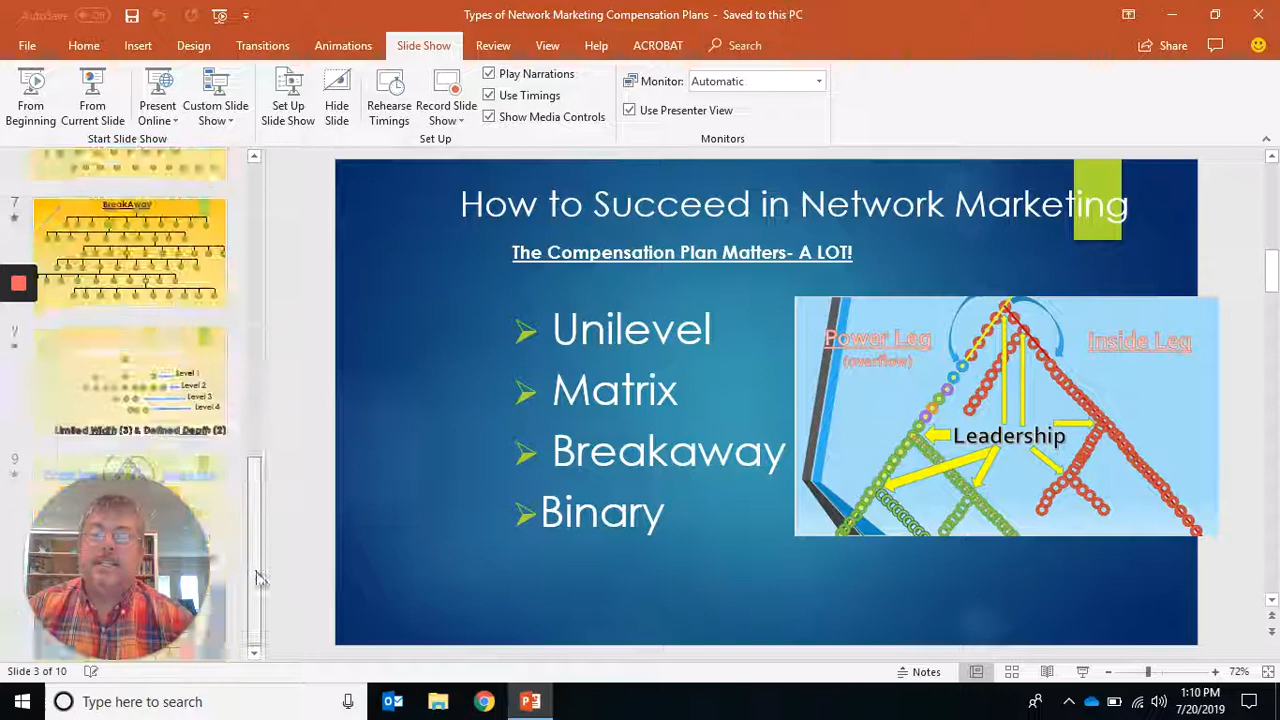 AutoSave Off
Types of Network Marketing Compensation Plans - Saved to this PC
File Home Insert Design Transitions Animations Slide Show Review View Help ACROBAT Search Share
From Beginning
From Current Slide
Present Online
Custom Slide Show
Set Up Slide Show
Hide Slide
Rehearse Timings
Record Slide Show
Play Narrations
Use Timings
Show Media Controls
Monitor: Automatic
Use Presenter View
Start Slide Show
Set Up
Monitors
7
BreakAway
Level 1
Level 2
Level 3
Level 4
Limited Width (3) & Defined Depth (2)
9
How to Succeed in Network Marketing
The Compensation Plan Matters- A LOT!
Unilevel
Matrix
Breakaway
Binary
Power Leg
(overflow)
Inside Leg
Leadership
Slide 3 of 10
Notes
72%
Type here to search
1:10 PM
7/20/2019